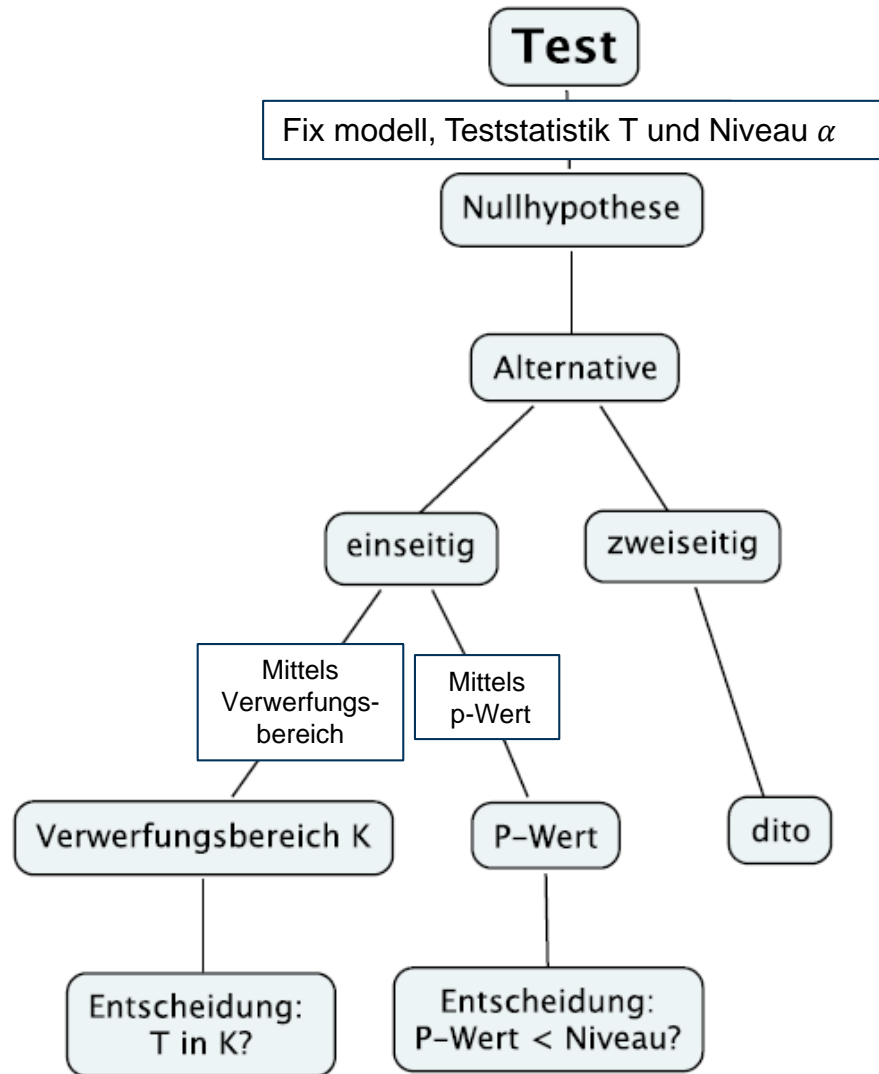 Test
Fix modell, Teststatistik T und Niveau α
Nullhypothese
Alternative
einseitig
zweiseitig
Mittels
Verwerfungs-
bereich
Mittels
p-Wert
Verwerfungsbereich K
P-Wert
dito
Entscheidung:
T in K?
Entscheidung:
P-Wert < Niveau?